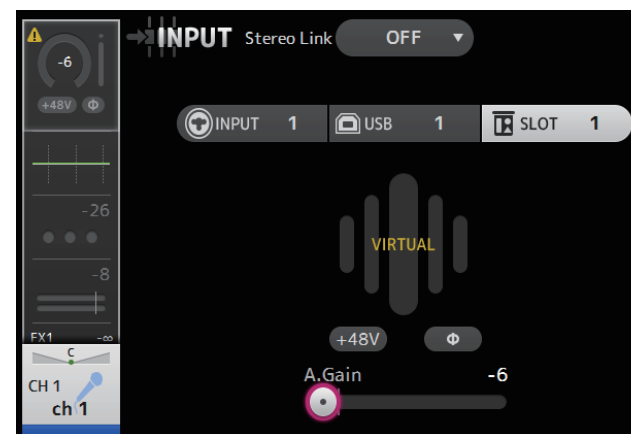 -6
+48V Φ
-26
-8
FX1 -∞
C
CH 1
ch 1
INPUT Stereo Link OFF
INPUT 1 USB 1 SLOT 1
VIRTUAL
+48V Φ
A.Gain -6